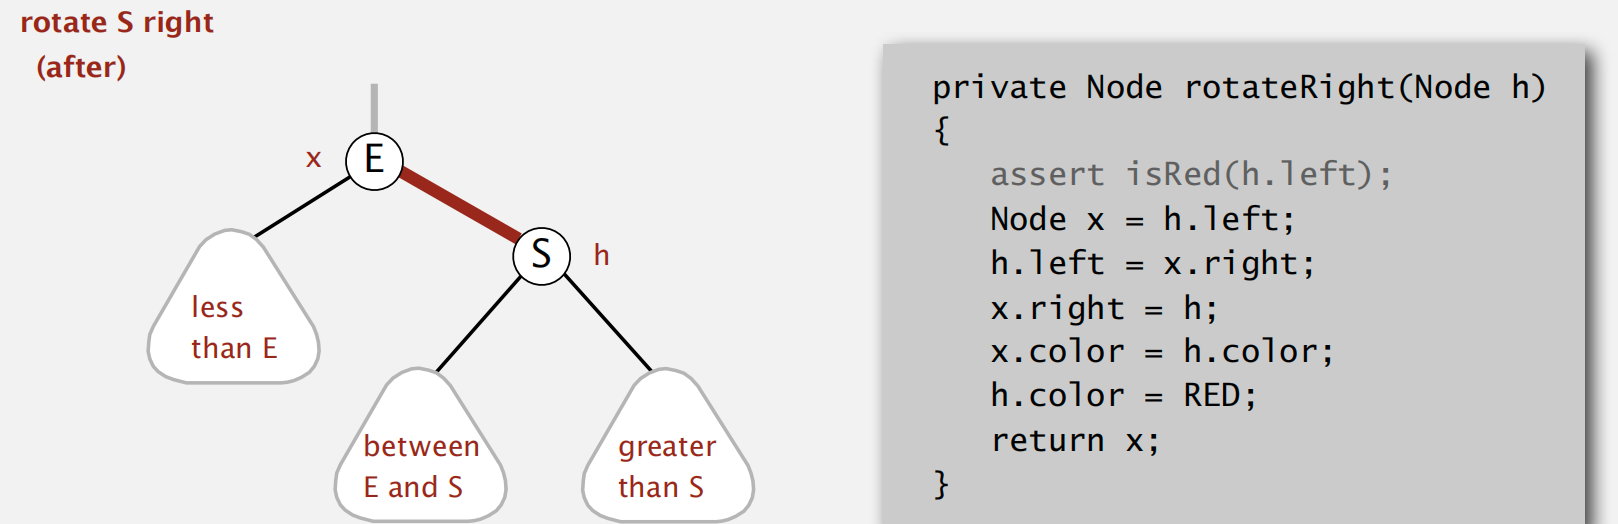 rotate S right
(after)
x
E
S
h
less
than E
between
E and S
greater
than S
private Node rotateRight(Node h)
{
   assert isRed(h.left);
   Node x = h.left;
   h.left = x.right;
   x.right = h;
   x.color = h.color;
   h.color = RED;
   return x;
}